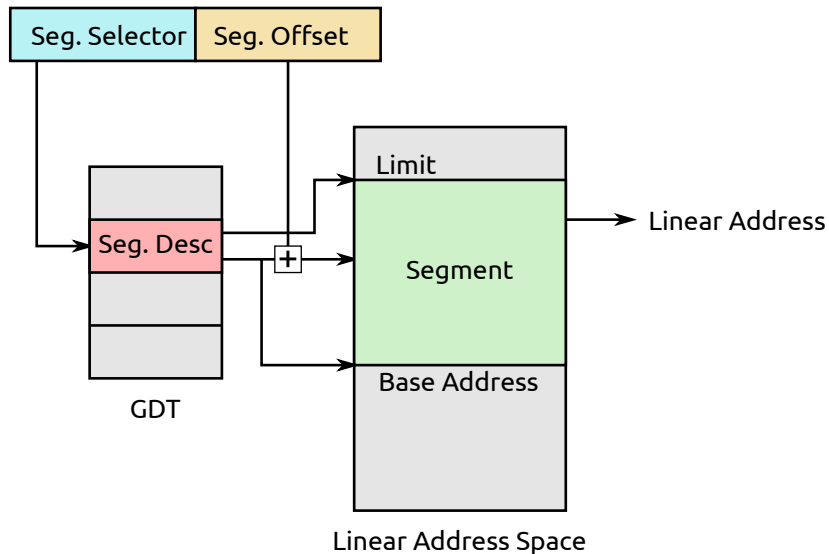 Seg. Selector
Seg. Offset
Limit
Linear Address
Seg. Desc
+
Segment
Base Address
GDT
Linear Address Space